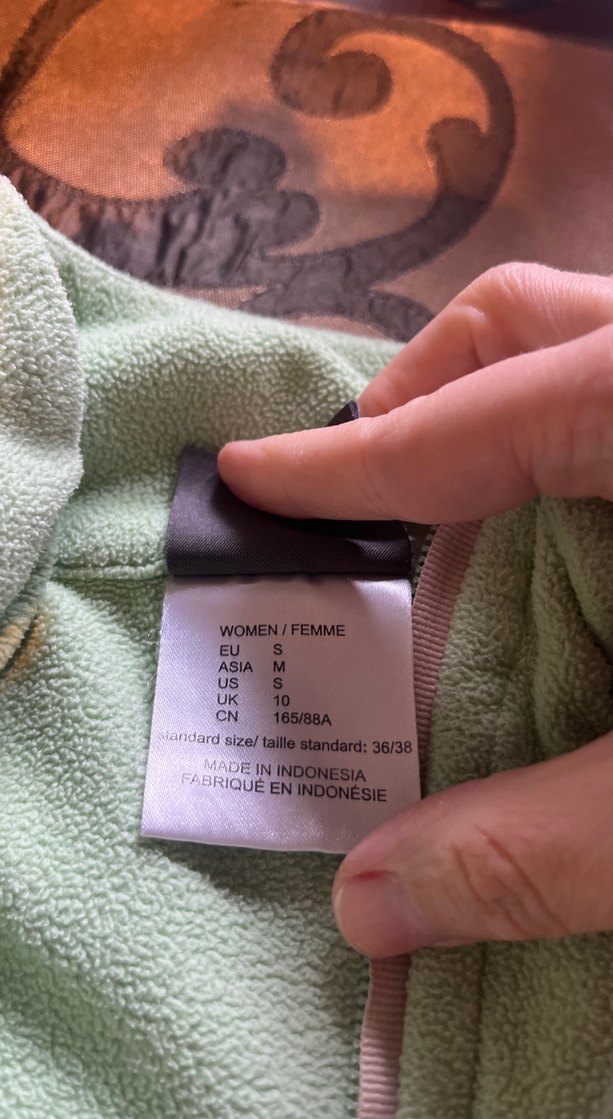 WOMEN / FEMME
EU S
ASIA M
US S
UK 10
CN 165/88A
standard size/ taille standard: 36/38
MADE IN INDONESIA
FABRIQUÉ EN INDONÉSIE